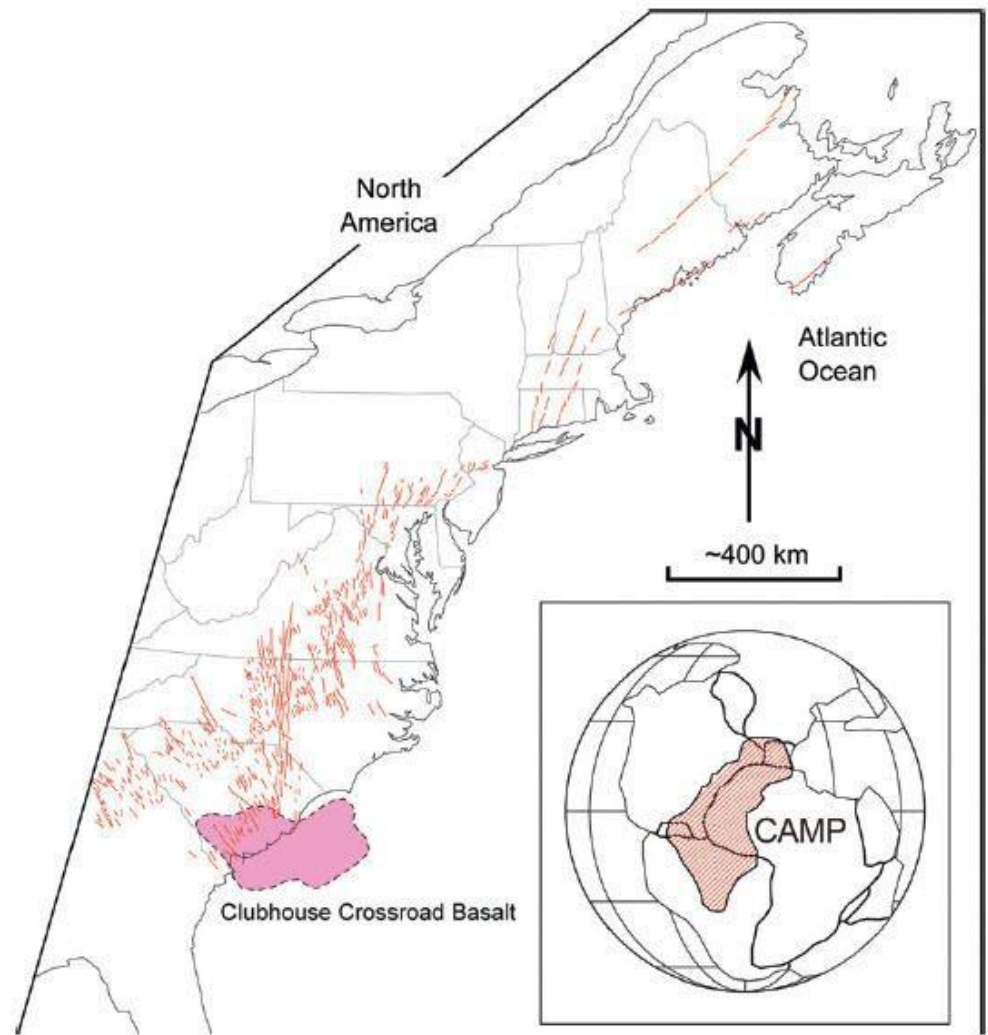 North
America
Atlantic
Ocean
N
~400 km
CAMP
Clubhouse Crossroad Basalt